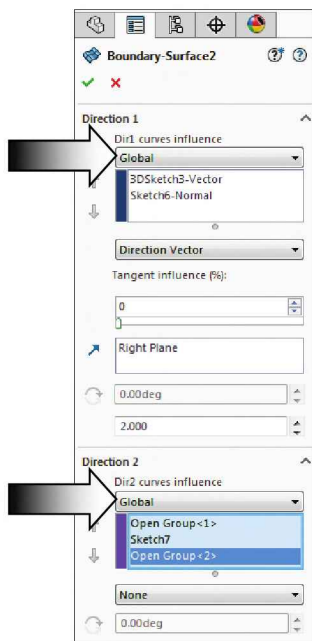 Boundary-Surface2
Direction 1
Dir1 curves influence
Global
3DSketch3-Vector
Sketch6-Normal
Direction Vector
Tangent influence (%):
0
Right Plane
0.00deg
2.000
Direction 2
Dir2 curves influence
Global
Open Group<1>
Sketch7
Open Group<2>
None
0.00deg